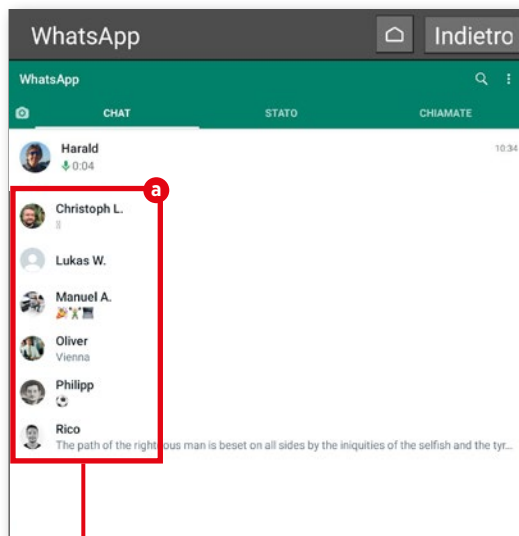 WhatsApp
Indietro
WhatsApp
CHAT STATO CHIAMATE
Harald 10:34
0:04
a
Christoph L.
Lukas W.
Manuel A.
Oliver
Vienna
Philipp
Rico
The path of the righteous man is beset on all sides by the iniquities of the selfish and the tyr...